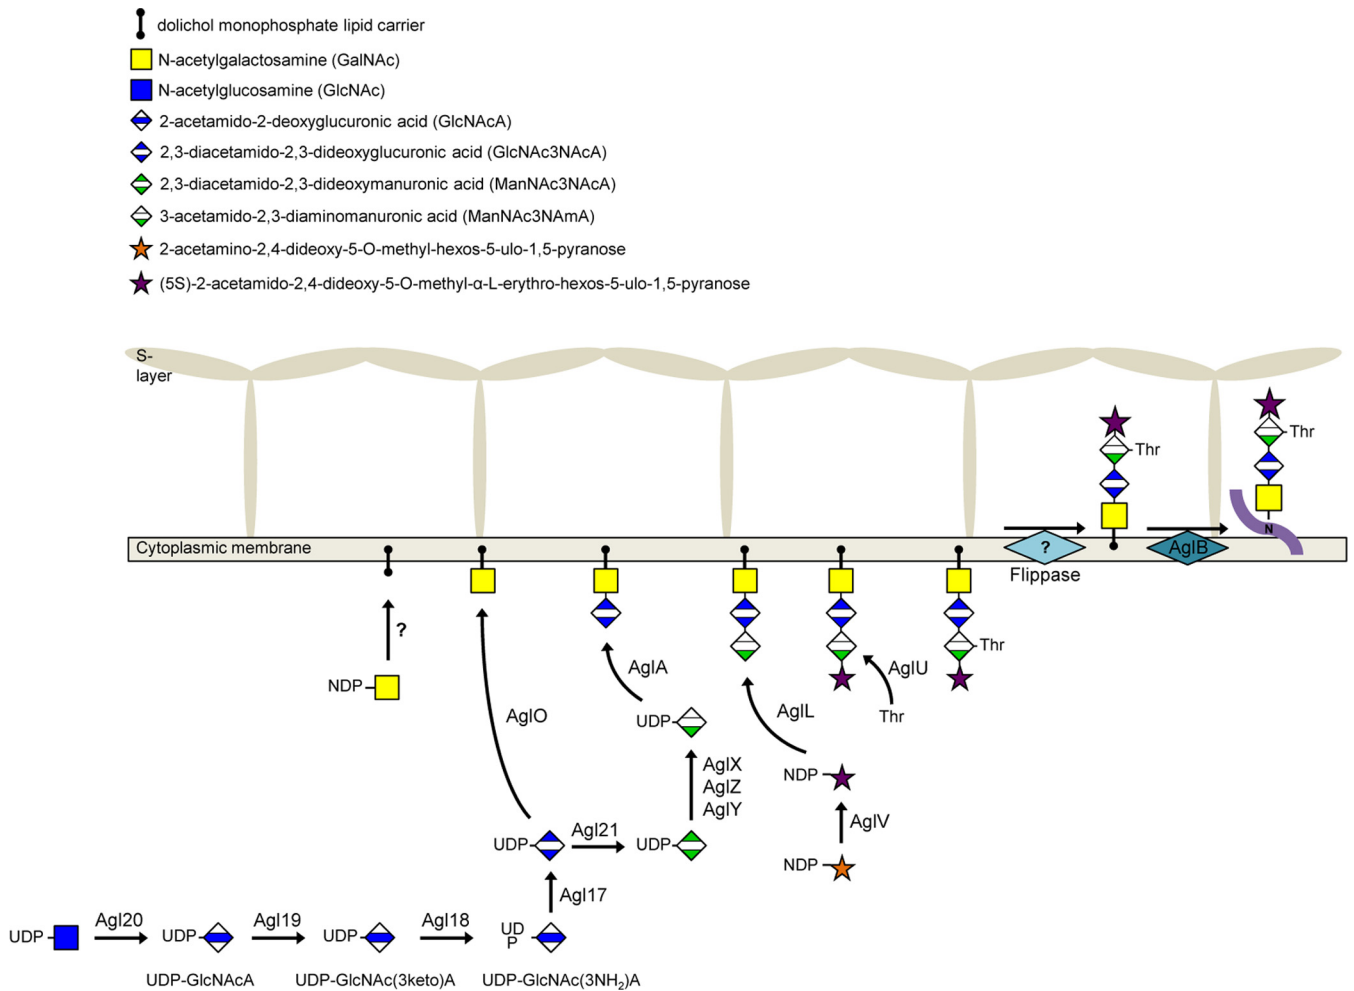 dolichol monophosphate lipid carrier
N-acetylgalactosamine (GalNAc)
N-acetylglucosamine (GlcNAc)
2-acetamido-2-deoxyglucuronic acid (GlcNAcA)
2,3-diacetamido-2,3-dideoxyglucuronic acid (GlcNAc3NAcA)
2,3-diacetamido-2,3-dideoxymanuronic acid (ManNAc3NAcA)
3-acetamido-2,3-diaminomanuronic acid (ManNAc3NAmA)
2-acetamino-2,4-dideoxy-5-O-methyl-hexos-5-ulo-1,5-pyranose
(5S)-2-acetamido-2,4-dideoxy-5-O-methyl-α-L-erythro-hexos-5-ulo-1,5-pyranose
S-
layer
Thr
Thr
N
Cytoplasmic membrane
?
AglB
Flippase
?
NDP
AglO
AglA
UDP
AglX
AglZ
AglY
AglL
AglU
Thr
Thr
NDP
AglV
NDP
UDP
Agl21
UDP
Agl17
UDP
Agl20
UDP
Agl19
UDP
Agl18
UD
P
UDP-GlcNAcA
UDP-GlcNAc(3keto)A
UDP-GlcNAc(3NH₂)A